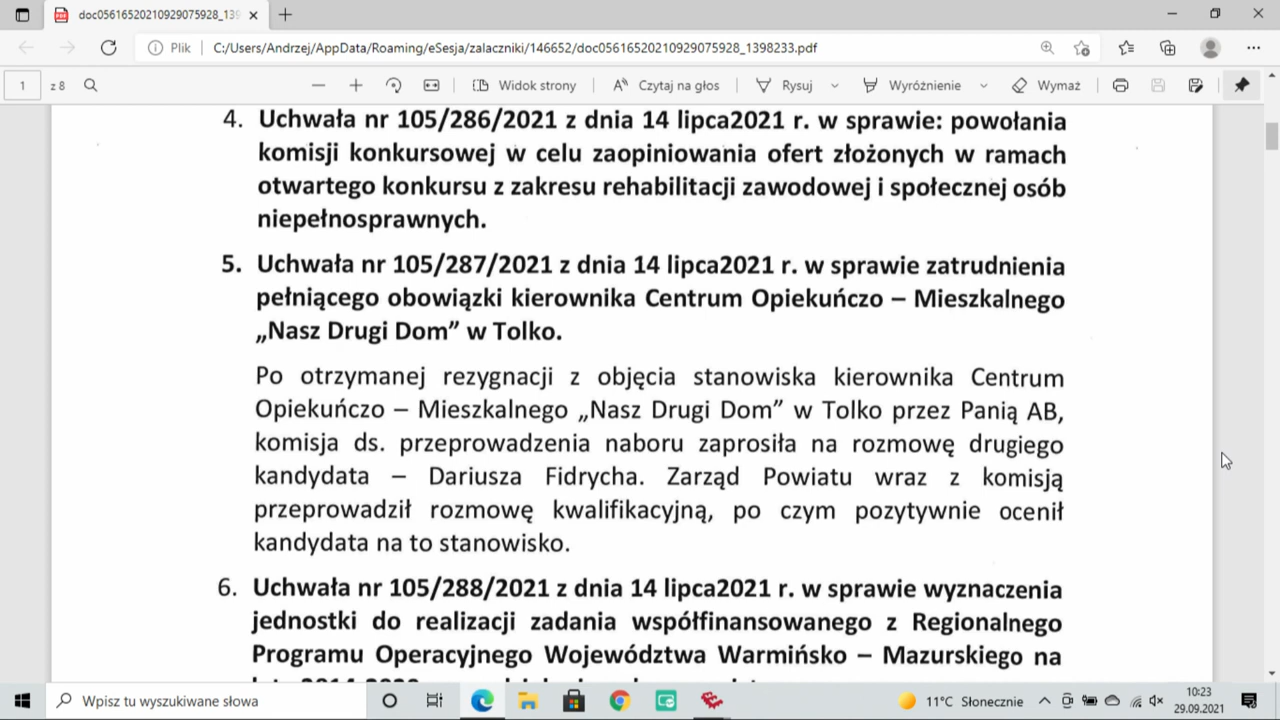 doc05616520210929075928_139
Plik
C:/Users/Andrzej/AppData/Roaming/eSesja/zalaczniki/146652/doc05616520210929075928_1398233.pdf
1 z 8
Widok strony
Czytaj na głos
Rysuj
Wyróżnienie
Wymaż
4. Uchwała nr 105/286/2021 z dnia 14 lipca2021 r. w sprawie: powołania
komisji konkursowej w celu zaopiniowania ofert złożonych w ramach
otwartego konkursu z zakresu rehabilitacji zawodowej i społecznej osób
niepełnosprawnych.
5. Uchwała nr 105/287/2021 z dnia 14 lipca2021 r. w sprawie zatrudnienia
pełniącego obowiązki kierownika Centrum Opiekuńczo – Mieszkalnego
„Nasz Drugi Dom” w Tolko.
Po otrzymanej rezygnacji z objęcia stanowiska kierownika Centrum
Opiekuńczo – Mieszkalnego „Nasz Drugi Dom” w Tolko przez Panią AB,
komisja ds. przeprowadzenia naboru zaprosiła na rozmowę drugiego
kandydata – Dariusza Fidrycha. Zarząd Powiatu wraz z komisją
przeprowadził rozmowę kwalifikacyjną, po czym pozytywnie ocenił
kandydata na to stanowisko.
6. Uchwała nr 105/288/2021 z dnia 14 lipca2021 r. w sprawie wyznaczenia
jednostki do realizacji zadania współfinansowanego z Regionalnego
Programu Operacyjnego Województwa Warmińsko – Mazurskiego na
Wpisz tu wyszukiwane słowa
11°C Słonecznie
10:23
29.09.2021